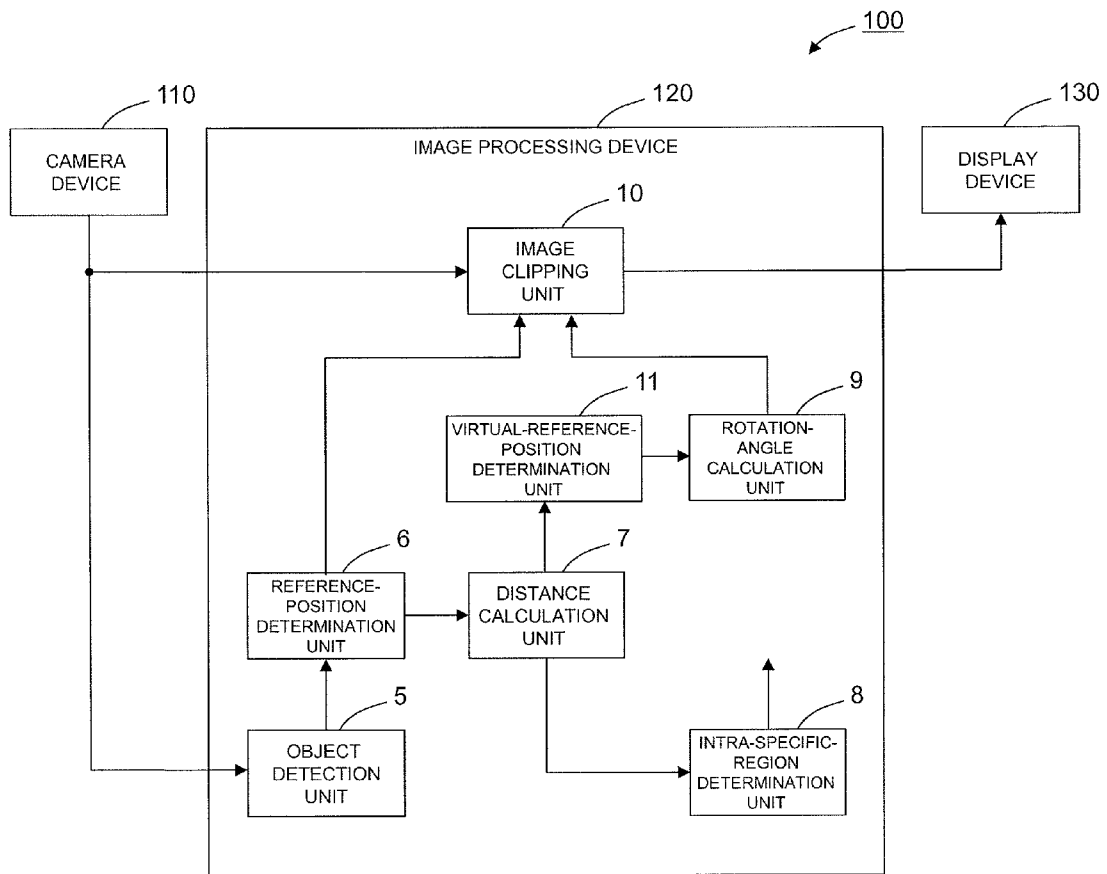 100
110
120
130
CAMERA
DEVICE
IMAGE PROCESSING DEVICE
DISPLAY
DEVICE
10
IMAGE
CLIPPING
UNIT
11
9
VIRTUAL-REFERENCE-
POSITION
DETERMINATION
UNIT
ROTATION-
ANGLE
CALCULATION
UNIT
6
7
REFERENCE-
POSITION
DETERMINATION
UNIT
DISTANCE
CALCULATION
UNIT
5
8
OBJECT
DETECTION
UNIT
INTRA-SPECIFIC-
REGION
DETERMINATION
UNIT